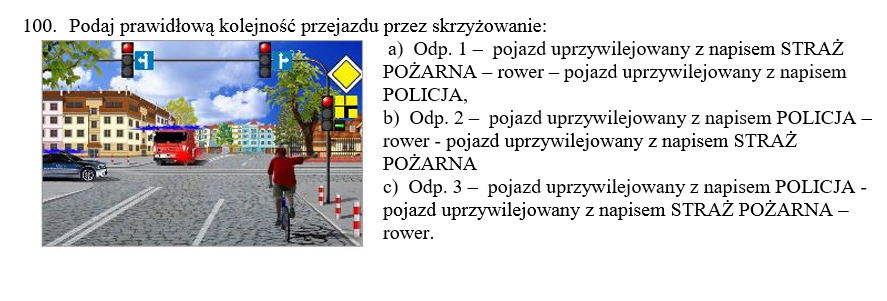 100. Podaj prawidłową kolejność przejazdu przez skrzyżowanie:
a) Odp. 1 – pojazd uprzywilejowany z napisem STRAŻ
POŻARNA – rower – pojazd uprzywilejowany z napisem
POLICJA,
b) Odp. 2 – pojazd uprzywilejowany z napisem POLICJA –
rower - pojazd uprzywilejowany z napisem STRAŻ
POŻARNA
c) Odp. 3 – pojazd uprzywilejowany z napisem POLICJA -
pojazd uprzywilejowany z napisem STRAŻ POŻARNA –
rower.